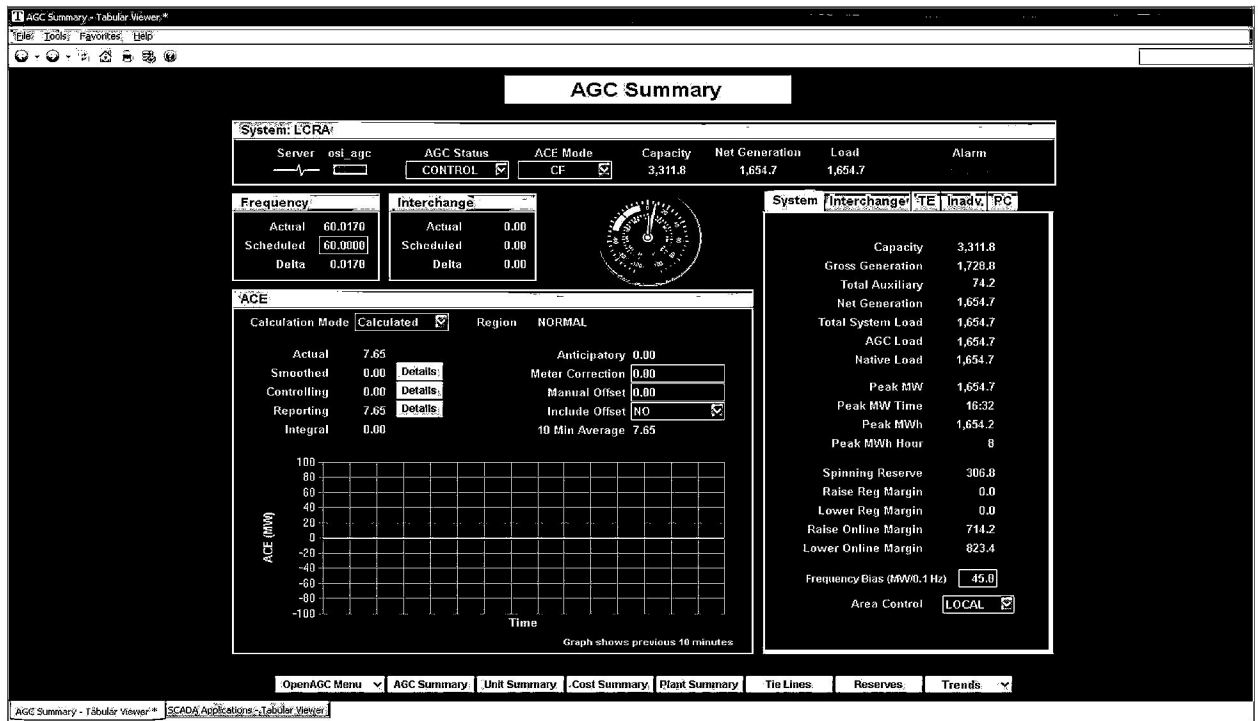 AGC Summary - Tabular Viewer *
File Tools Favorites Help
AGC Summary
System: LCRA
Server osi_agc AGC Status ACE Mode Capacity Net Generation Load Alarm
CONTROL CF 3,311.8 1,654.7 1,654.7
Frequency
Actual 60.0170
Scheduled 60.0000
Delta 0.0170
Interchange
Actual 0.00
Scheduled 0.00
Delta 0.00
ACE
Calculation Mode Calculated Region NORMAL
Actual 7.65 Anticipatory 0.00
Smoothed 0.00 Details Meter Correction 0.00
Controlling 0.00 Details Manual Offset 0.00
Reporting 7.65 Details Include Offset NO
Integral 0.00 10 Min Average 7.65
100
80
60
40
20
0
-20
-40
-60
-80
-100
ACE (MW)
Time
Graph shows previous 10 minutes
System Interchange TE Inadv. PC
Capacity 3,311.8
Gross Generation 1,728.8
Total Auxiliary 74.2
Net Generation 1,654.7
Total System Load 1,654.7
AGC Load 1,654.7
Native Load 1,654.7
Peak MW 1,654.7
Peak MW Time 16:32
Peak MWh 1,654.2
Peak MWh Hour 8
Spinning Reserve 306.8
Raise Reg Margin 0.0
Lower Reg Margin 0.0
Raise Online Margin 714.2
Lower Online Margin 823.4
Frequency Bias (MW/0.1 Hz) 45.0
Area Control LOCAL
OpenAGC Menu AGC Summary Unit Summary Cost Summary Plant Summary Tie Lines Reserves Trends
AGC Summary - Tabular Viewer * SCADA Applications - Tabular Viewer